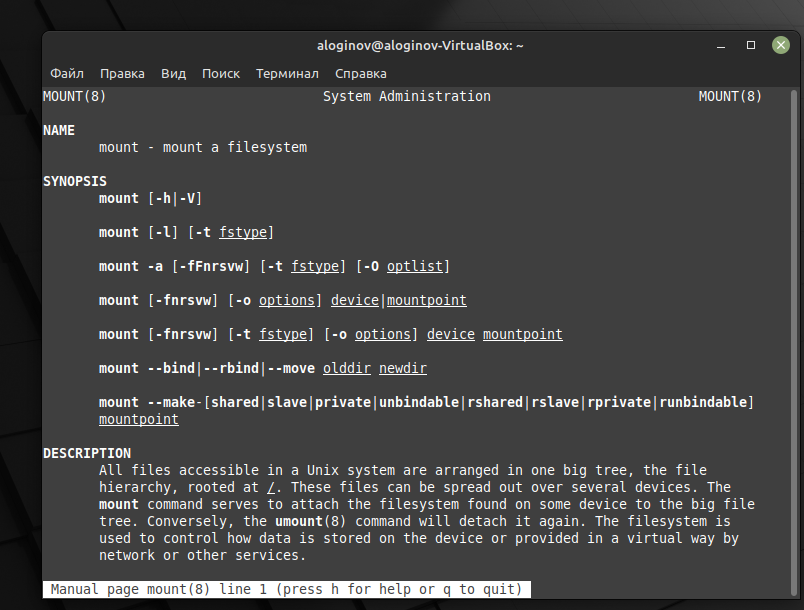 aloginov@aloginov-VirtualBox: ~
Файл Правка Вид Поиск Терминал Справка
MOUNT(8) System Administration MOUNT(8)
NAME
mount - mount a filesystem
SYNOPSIS
mount [-h|-V]
mount [-l] [-t fstype]
mount -a [-fFnrsvw] [-t fstype] [-O optlist]
mount [-fnrsvw] [-o options] device|mountpoint
mount [-fnrsvw] [-t fstype] [-o options] device mountpoint
mount --bind|--rbind|--move olddir newdir
mount --make-[shared|slave|private|unbindable|rshared|rslave|rprivate|runbindable]
mountpoint
DESCRIPTION
All files accessible in a Unix system are arranged in one big tree, the file
hierarchy, rooted at /. These files can be spread out over several devices. The
mount command serves to attach the filesystem found on some device to the big file
tree. Conversely, the umount(8) command will detach it again. The filesystem is
used to control how data is stored on the device or provided in a virtual way by
network or other services.
Manual page mount(8) line 1 (press h for help or q to quit)